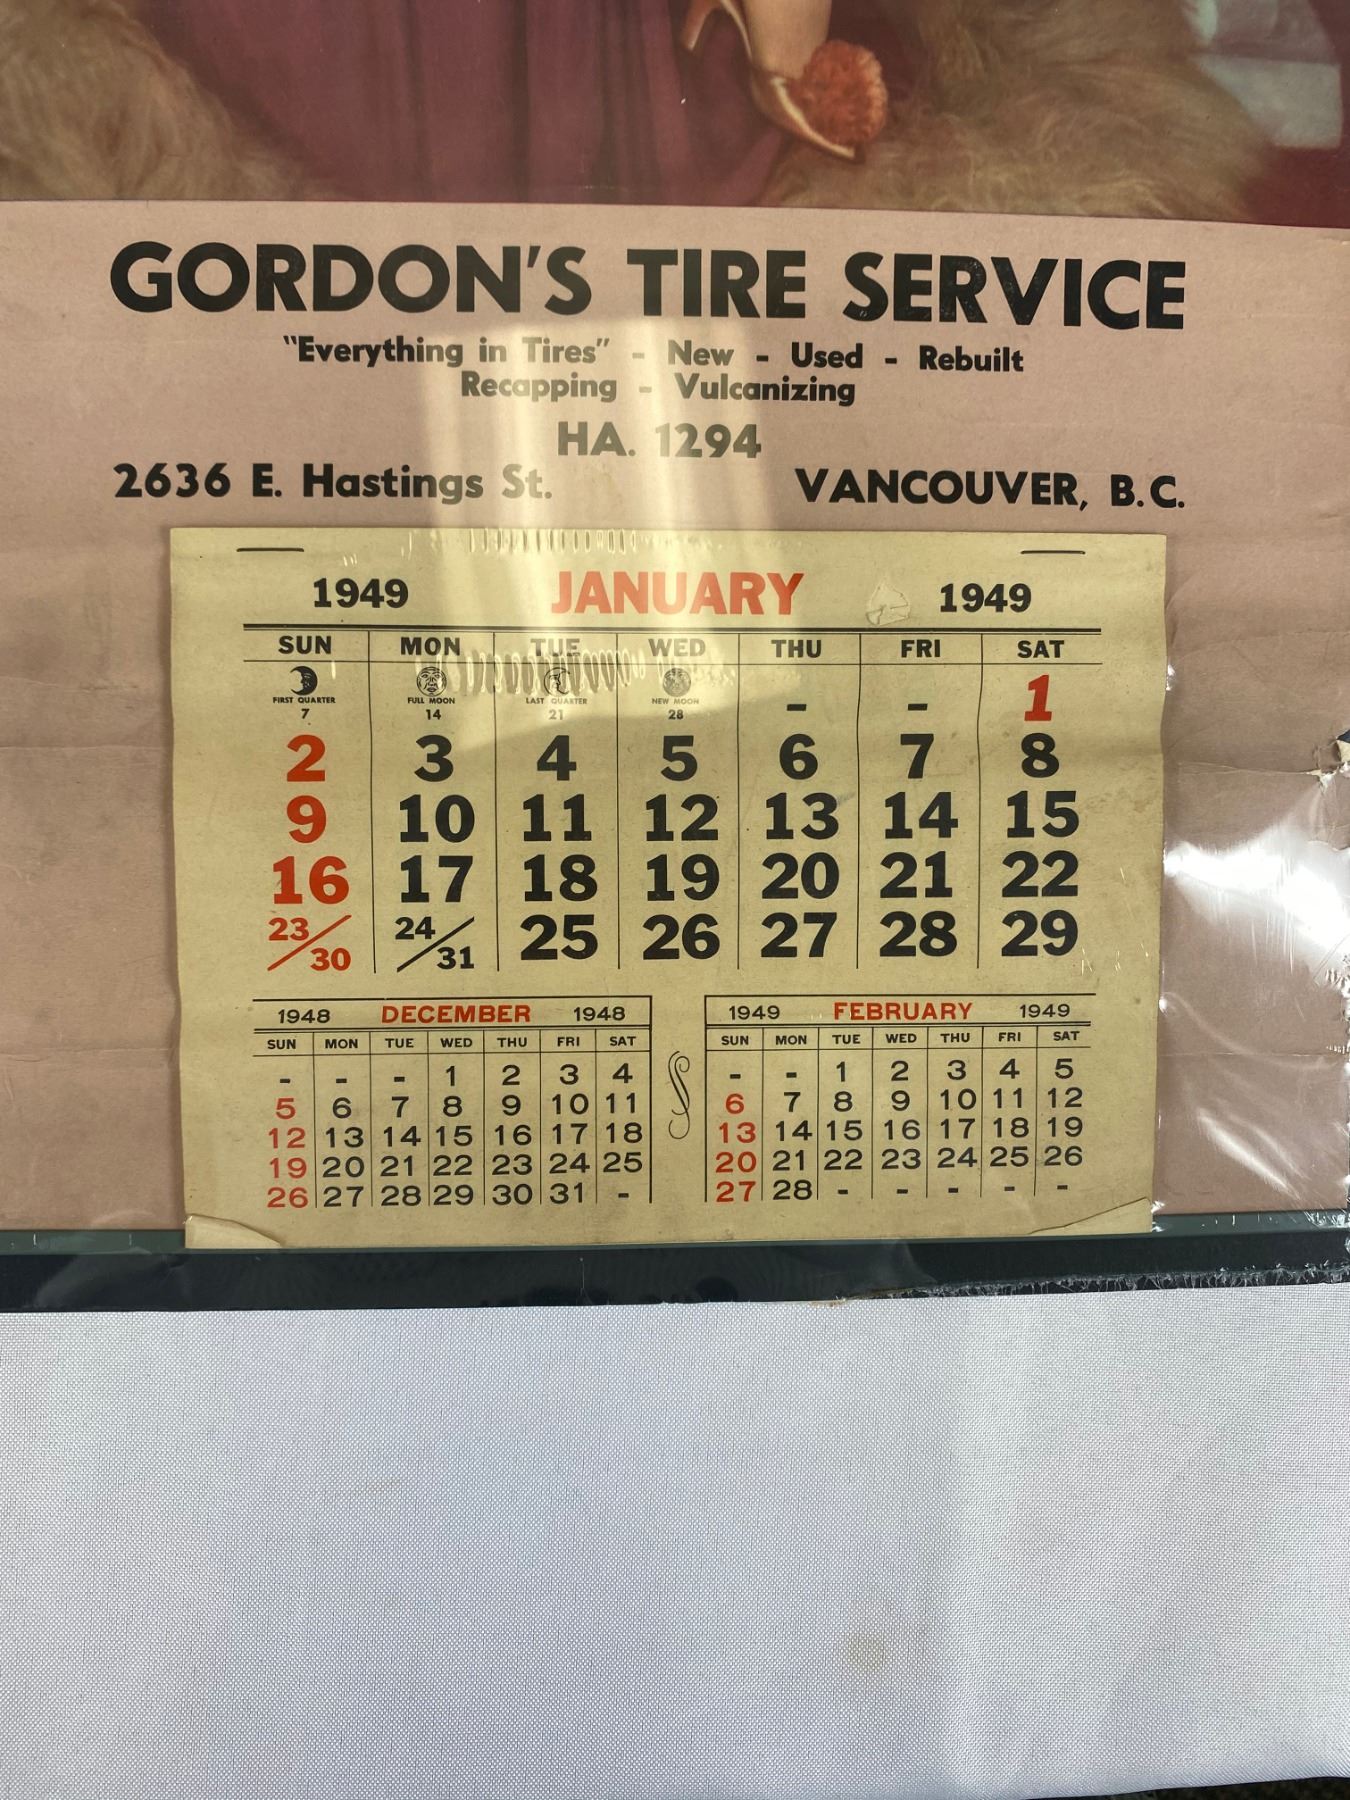 GORDON'S TIRE SERVICE
"Everything in Tires" - New - Used - Rebuilt
Recapping - Vulcanizing
HA. 1294
2636 E. Hastings St. VANCOUVER, B.C.
1949 JANUARY 1949
SUN MON TUE WED THU FRI SAT
FIRST QUARTER 7 FULL MOON 14 LAST QUARTER 21 NEW MOON 28 - - 1
2 3 4 5 6 7 8
9 10 11 12 13 14 15
16 17 18 19 20 21 22
23/30 24/31 25 26 27 28 29
1948 DECEMBER 1948
SUN MON TUE WED THU FRI SAT
- - - 1 2 3 4
5 6 7 8 9 10 11
12 13 14 15 16 17 18
19 20 21 22 23 24 25
26 27 28 29 30 31 -
1949 FEBRUARY 1949
SUN MON TUE WED THU FRI SAT
- - 1 2 3 4 5
6 7 8 9 10 11 12
13 14 15 16 17 18 19
20 21 22 23 24 25 26
27 28 - - - - -